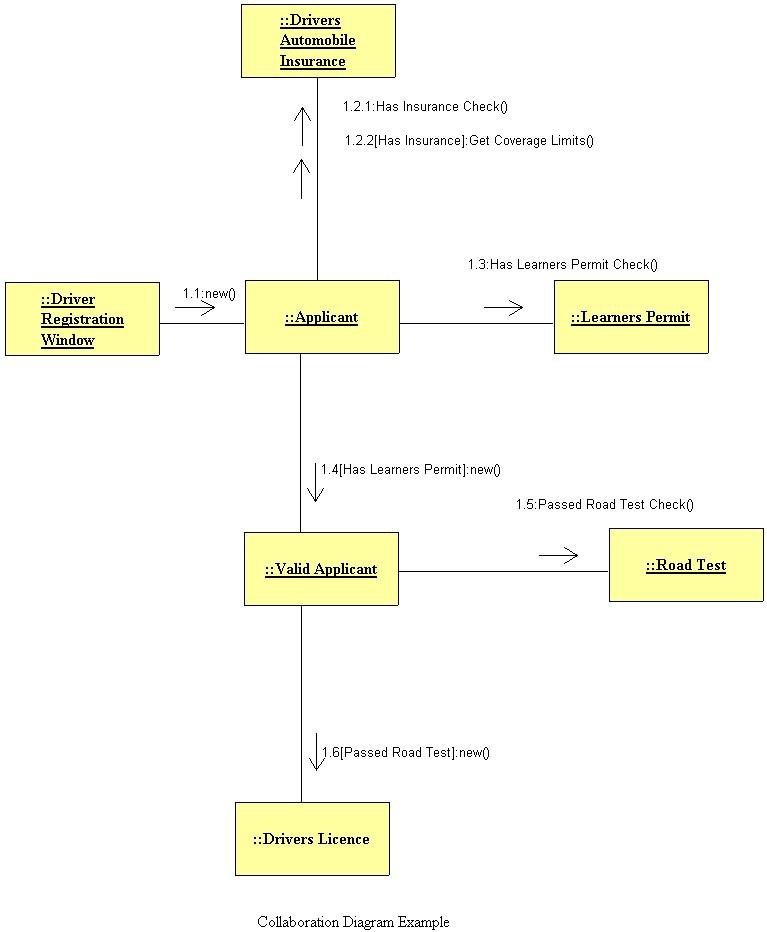 ::Drivers
Automobile
Insurance
1.2.1:Has Insurance Check()
1.2.2[Has Insurance]:Get Coverage Limits()
1.3:Has Learners Permit Check()
1.1:new()
::Driver
Registration
Window
::Applicant
::Learners Permit
1.4[Has Learners Permit]:new()
1.5:Passed Road Test Check()
::Valid Applicant
::Road Test
1.6[Passed Road Test]:new()
::Drivers Licence
Collaboration Diagram Example